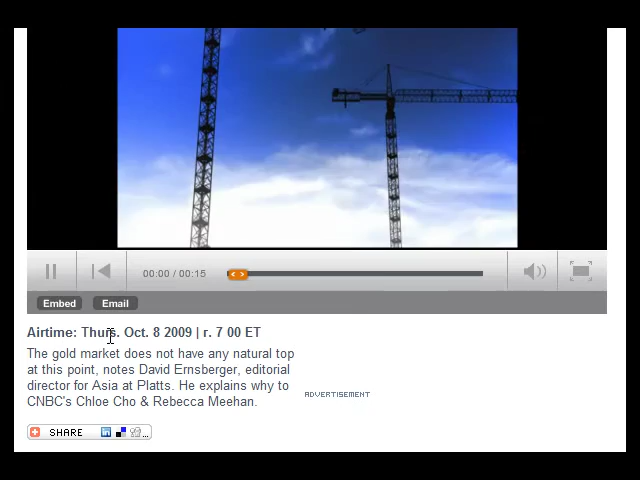 00:00 / 00:15
Embed Email
Airtime: Thurs. Oct. 8 2009 | r. 7 00 ET
The gold market does not have any natural top
at this point, notes David Ernsberger, editorial
director for Asia at Platts. He explains why to
CNBC's Chloe Cho & Rebecca Meehan.
ADVERTISEMENT
SHARE in ...